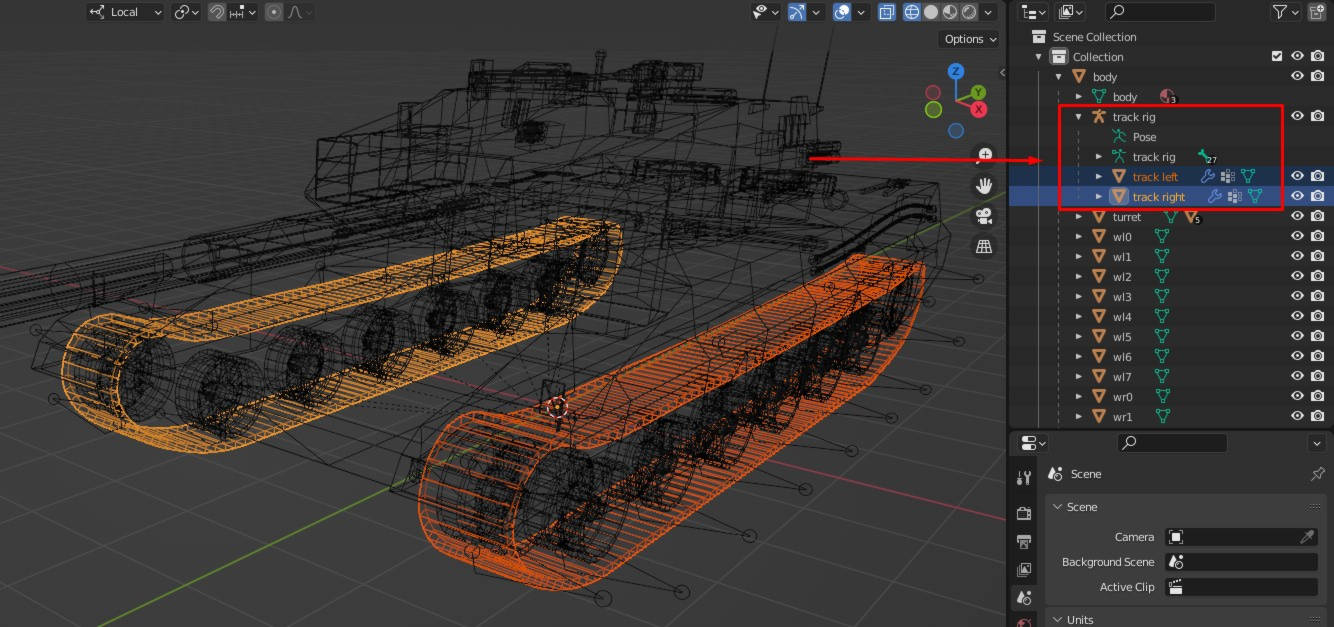 Local
Options
Z
Y
X
Scene Collection
Collection
body
body 3
track rig
Pose
track rig 27
track left
track right
turret 5
wl0
wl1
wl2
wl3
wl4
wl5
wl6
wl7
wr0
wr1
Scene
Scene
Camera
Background Scene
Active Clip
Units